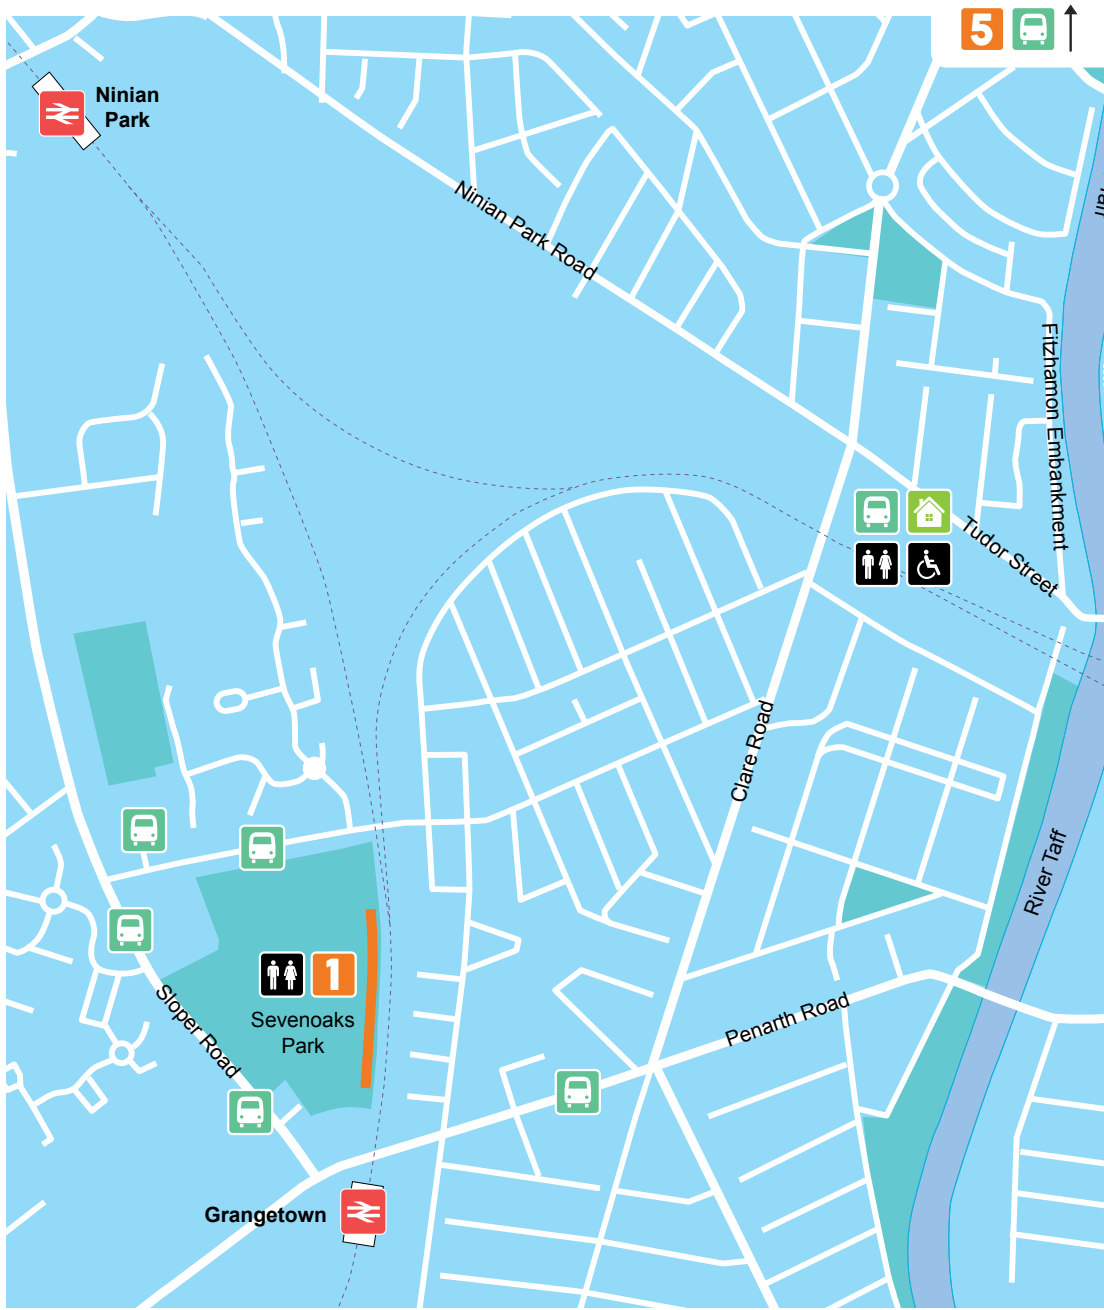 5
Ninian
Park
Ninian Park Road
Fitzhamon Embankment
Tudor Street
Clare Road
River Taff
1
Sevenoaks
Park
Sloper Road
Penarth Road
Grangetown